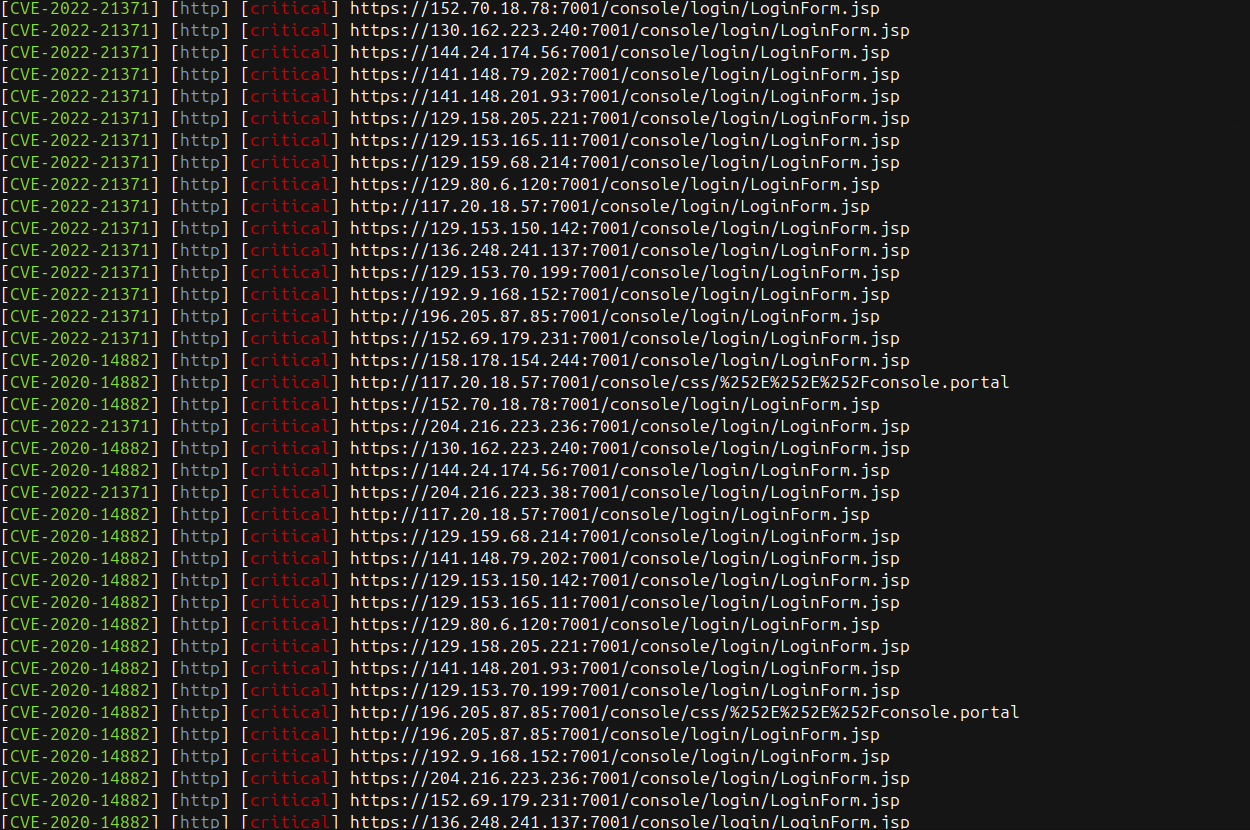 [CVE-2022-21371] [http] [critical] https://152.70.18.78:7001/console/login/LoginForm.jsp
[CVE-2022-21371] [http] [critical] https://130.162.223.240:7001/console/login/LoginForm.jsp
[CVE-2022-21371] [http] [critical] https://144.24.174.56:7001/console/login/LoginForm.jsp
[CVE-2022-21371] [http] [critical] https://141.148.79.202:7001/console/login/LoginForm.jsp
[CVE-2022-21371] [http] [critical] https://141.148.201.93:7001/console/login/LoginForm.jsp
[CVE-2022-21371] [http] [critical] https://129.158.205.221:7001/console/login/LoginForm.jsp
[CVE-2022-21371] [http] [critical] https://129.153.165.11:7001/console/login/LoginForm.jsp
[CVE-2022-21371] [http] [critical] https://129.159.68.214:7001/console/login/LoginForm.jsp
[CVE-2022-21371] [http] [critical] https://129.80.6.120:7001/console/login/LoginForm.jsp
[CVE-2022-21371] [http] [critical] http://117.20.18.57:7001/console/login/LoginForm.jsp
[CVE-2022-21371] [http] [critical] https://129.153.150.142:7001/console/login/LoginForm.jsp
[CVE-2022-21371] [http] [critical] https://136.248.241.137:7001/console/login/LoginForm.jsp
[CVE-2022-21371] [http] [critical] https://129.153.70.199:7001/console/login/LoginForm.jsp
[CVE-2022-21371] [http] [critical] https://192.9.168.152:7001/console/login/LoginForm.jsp
[CVE-2022-21371] [http] [critical] http://196.205.87.85:7001/console/login/LoginForm.jsp
[CVE-2022-21371] [http] [critical] https://152.69.179.231:7001/console/login/LoginForm.jsp
[CVE-2020-14882] [http] [critical] https://158.178.154.244:7001/console/login/LoginForm.jsp
[CVE-2020-14882] [http] [critical] http://117.20.18.57:7001/console/css/%252E%252E%252Fconsole.portal
[CVE-2020-14882] [http] [critical] https://152.70.18.78:7001/console/login/LoginForm.jsp
[CVE-2022-21371] [http] [critical] https://204.216.223.236:7001/console/login/LoginForm.jsp
[CVE-2020-14882] [http] [critical] https://130.162.223.240:7001/console/login/LoginForm.jsp
[CVE-2020-14882] [http] [critical] https://144.24.174.56:7001/console/login/LoginForm.jsp
[CVE-2022-21371] [http] [critical] https://204.216.223.38:7001/console/login/LoginForm.jsp
[CVE-2020-14882] [http] [critical] http://117.20.18.57:7001/console/login/LoginForm.jsp
[CVE-2020-14882] [http] [critical] https://129.159.68.214:7001/console/login/LoginForm.jsp
[CVE-2020-14882] [http] [critical] https://141.148.79.202:7001/console/login/LoginForm.jsp
[CVE-2020-14882] [http] [critical] https://129.153.150.142:7001/console/login/LoginForm.jsp
[CVE-2020-14882] [http] [critical] https://129.153.165.11:7001/console/login/LoginForm.jsp
[CVE-2020-14882] [http] [critical] https://129.80.6.120:7001/console/login/LoginForm.jsp
[CVE-2020-14882] [http] [critical] https://129.158.205.221:7001/console/login/LoginForm.jsp
[CVE-2020-14882] [http] [critical] https://141.148.201.93:7001/console/login/LoginForm.jsp
[CVE-2020-14882] [http] [critical] https://129.153.70.199:7001/console/login/LoginForm.jsp
[CVE-2020-14882] [http] [critical] http://196.205.87.85:7001/console/css/%252E%252E%252Fconsole.portal
[CVE-2020-14882] [http] [critical] http://196.205.87.85:7001/console/login/LoginForm.jsp
[CVE-2020-14882] [http] [critical] https://192.9.168.152:7001/console/login/LoginForm.jsp
[CVE-2020-14882] [http] [critical] https://204.216.223.236:7001/console/login/LoginForm.jsp
[CVE-2020-14882] [http] [critical] https://152.69.179.231:7001/console/login/LoginForm.jsp
[CVE-2020-14882] [http] [critical] https://136.248.241.137:7001/console/login/LoginForm.jsp